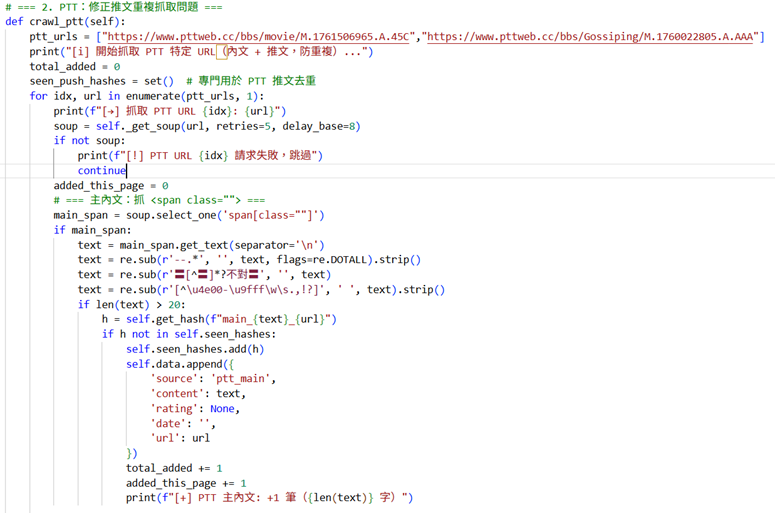 # === 2. PTT：修正推文重複抓取問題 ===
def crawl_ptt(self):
    ptt_urls = ["https://www.pttweb.cc/bbs/movie/M.1761506965.A.45C","https://www.pttweb.cc/bbs/Gossiping/M.1760022805.A.AAA"]
    print("[i] 開始抓取 PTT 特定 URL（內文 + 推文，防重複）...")
    total_added = 0
    seen_push_hashes = set()  # 專門用於 PTT 推文去重
    for idx, url in enumerate(ptt_urls, 1):
        print(f"[→] 抓取 PTT URL {idx}: {url}")
        soup = self._get_soup(url, retries=5, delay_base=8)
        if not soup:
            print(f"[!] PTT URL {idx} 請求失敗，跳過")
            continue
        added_this_page = 0
        # === 主內文：抓 <span class=""> ===
        main_span = soup.select_one('span[class=""]')
        if main_span:
            text = main_span.get_text(separator='\n')
            text = re.sub(r'--.*', '', text, flags=re.DOTALL).strip()
            text = re.sub(r'〓[^〓]*?不對〓', '', text)
            text = re.sub(r'[^\u4e00-\u9fff\w\s.,!?]', ' ', text).strip()
            if len(text) > 20:
                h = self.get_hash(f"main_{text}_{url}")
                if h not in self.seen_hashes:
                    self.seen_hashes.add(h)
                    self.data.append({
                        'source': 'ptt_main',
                        'content': text,
                        'rating': None,
                        'date': '',
                        'url': url
                    })
                    total_added += 1
                    added_this_page += 1
                    print(f"[+] PTT 主內文: +1 筆（{len(text)} 字）")